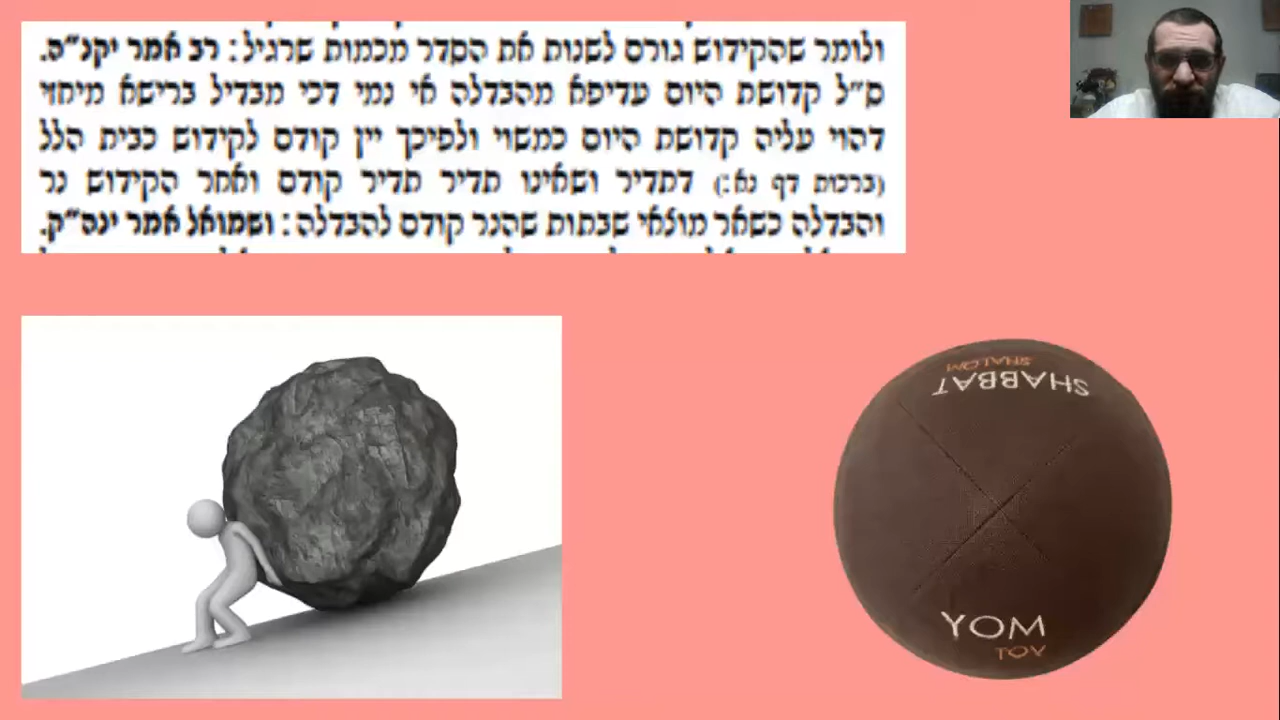 ולומר שהקידוש גורם לשנות את הסדר מכמות שרגיל: רב אמר יקנ״ה.
ס״ל קדושת היום עדיפא מהבדלה אי נמי דכי מבדיל ברישא מיחזי
דהוי עליה קדושת היום כמשוי ולפיכך יין קודם לקידוש כבית הלל
(ברכות דף נא:) דתדיר ושאינו תדיר תדיר קודם ואחר הקידוש נר
והבדלה כשאר מוצאי שבתות שהנר קודם להבדלה: ושמואל אמר ינה״ק.
SHALOM
SHABBAT
YOM
TOV